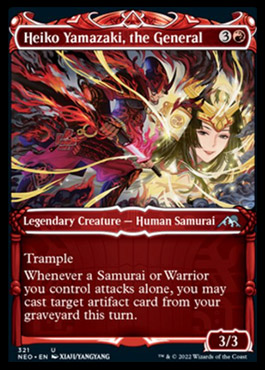 Heiko Yamazaki, the General 3
Legendary Creature — Human Samurai
Trample
Whenever a Samurai or Warrior
you control attacks alone, you may
cast target artifact card from your
graveyard this turn.
3/3
321 U
NEO • EN XIAHYANGYANG
™ & © 2022 Wizards of the Coast